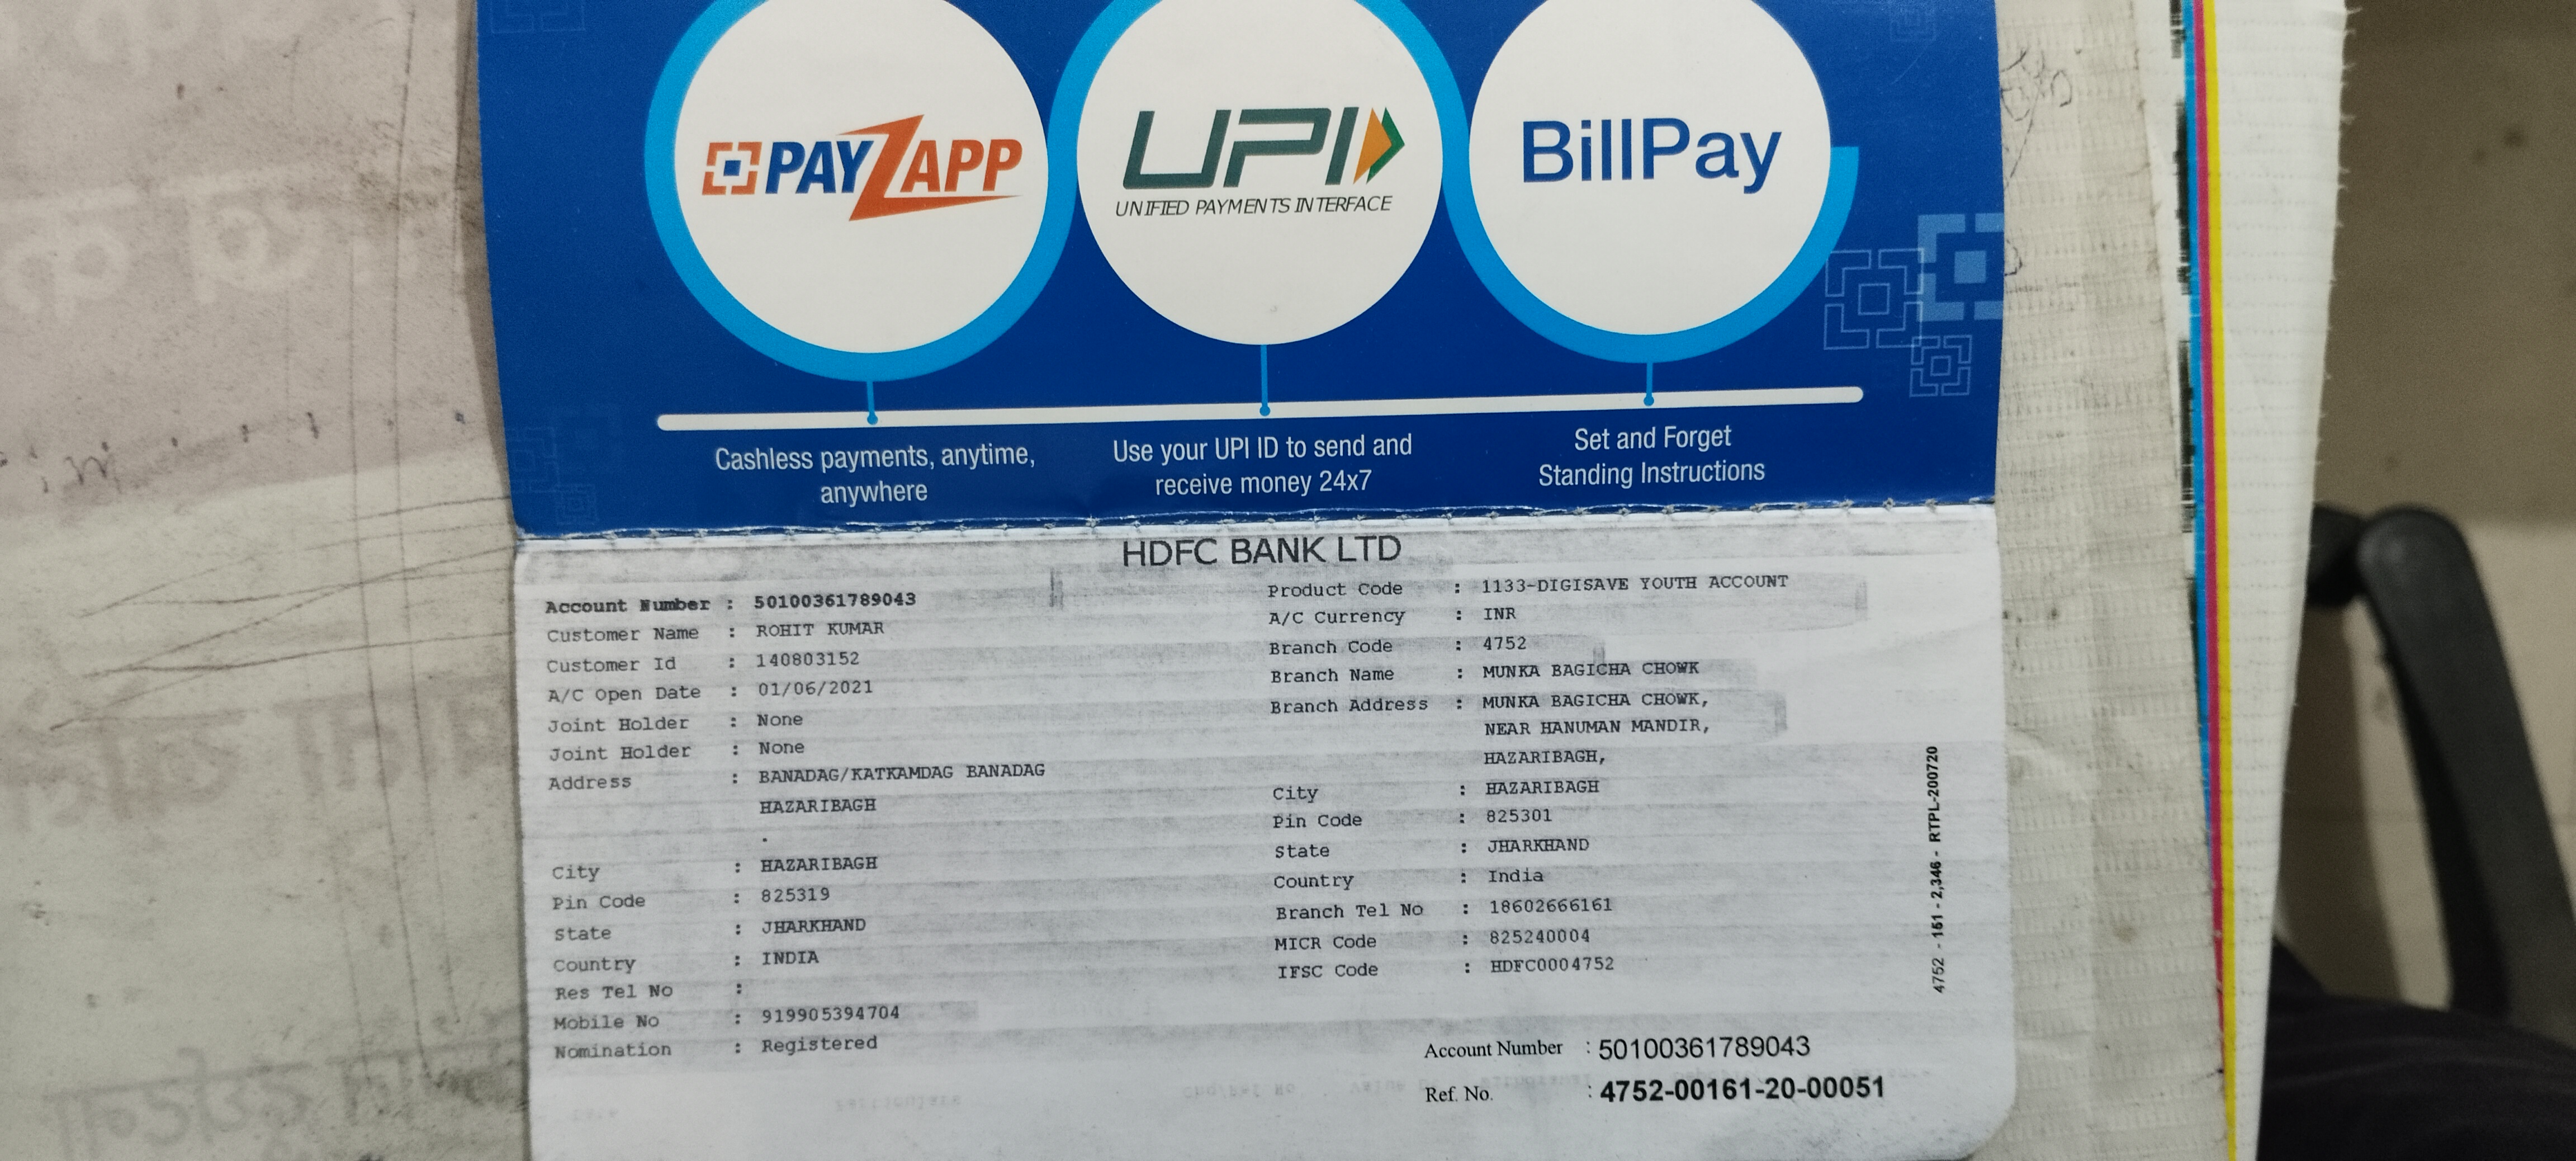 PAYZAPP
UPI
UNIFIED PAYMENTS INTERFACE
BillPay
Cashless payments, anytime,
anywhere
Use your UPI ID to send and
receive money 24x7
Set and Forget
Standing Instructions
HDFC BANK LTD
Account Number : 50100361789043
Customer Name : ROHIT KUMAR
Customer Id : 140803152
A/C Open Date : 01/06/2021
Joint Holder : None
Joint Holder : None
Address : BANADAG/KATKAMDAG BANADAG
HAZARIBAGH
.
City : HAZARIBAGH
Pin Code : 825319
State : JHARKHAND
Country : INDIA
Res Tel No :
Mobile No : 919905394704
Nomination : Registered
Product Code : 1133-DIGISAVE YOUTH ACCOUNT
A/C Currency : INR
Branch Code : 4752
Branch Name : MUNKA BAGICHA CHOWK
Branch Address : MUNKA BAGICHA CHOWK,
NEAR HANUMAN MANDIR,
HAZARIBAGH,
City : HAZARIBAGH
Pin Code : 825301
State : JHARKHAND
Country : India
Branch Tel No : 18602666161
MICR Code : 825240004
IFSC Code : HDFC0004752
Account Number : 50100361789043
Ref. No. : 4752-00161-20-00051
4752 - 151 - 2,346 - RTPL-200720